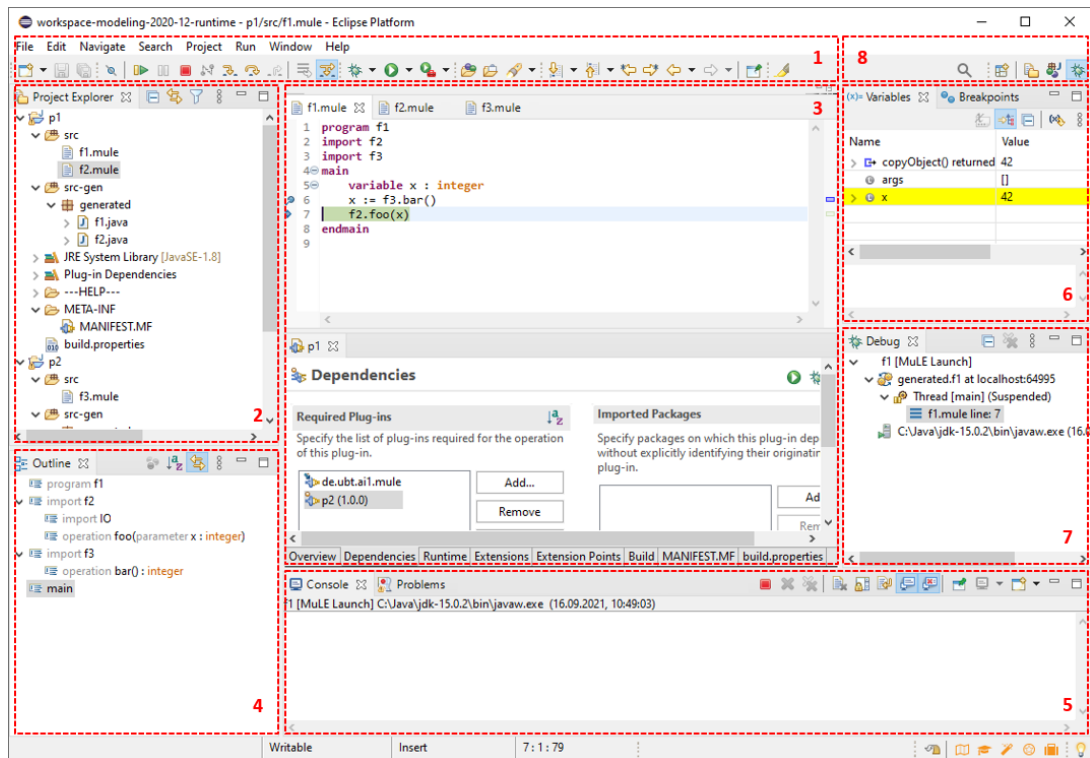 workspace-modeling-2020-12-runtime - p1/src/f1.mule - Eclipse Platform
File Edit Navigate Search Project Run Window Help
1
8
Project Explorer
p1
src
f1.mule
f2.mule
src-gen
generated
f1.java
f2.java
JRE System Library [JavaSE-1.8]
Plug-in Dependencies
---HELP---
META-INF
MANIFEST.MF
build.properties
p2
src
f3.mule
src-gen
2
f1.mule f2.mule f3.mule
3
1 program f1
2 import f2
3 import f3
4 main
5 variable x : integer
6 x := f3.bar()
7 f2.foo(x)
8 endmain
9
p1
Dependencies
Required Plug-ins
Specify the list of plug-ins required for the operation
of this plug-in.
de.ubt.ai1.mule
p2 (1.0.0)
Add...
Remove
Imported Packages
Specify packages on which this plug-in dep
without explicitly identifying their originatin
plug-in.
Ad
Rem
Overview Dependencies Runtime Extensions Extension Points Build MANIFEST.MF build.properties
(x)= Variables Breakpoints
Name Value
copyObject() returned 42
args []
x 42
6
Debug
f1 [MuLE Launch]
generated.f1 at localhost:64995
Thread [main] (Suspended)
f1.mule line: 7
C:\Java\jdk-15.0.2\bin\javaw.exe (16.0
7
Outline
program f1
import f2
import IO
operation foo(parameter x : integer)
import f3
operation bar() : integer
main
4
Console Problems
f1 [MuLE Launch] C:\Java\jdk-15.0.2\bin\javaw.exe (16.09.2021, 10:49:03)
5
Writable Insert 7 : 1 : 79